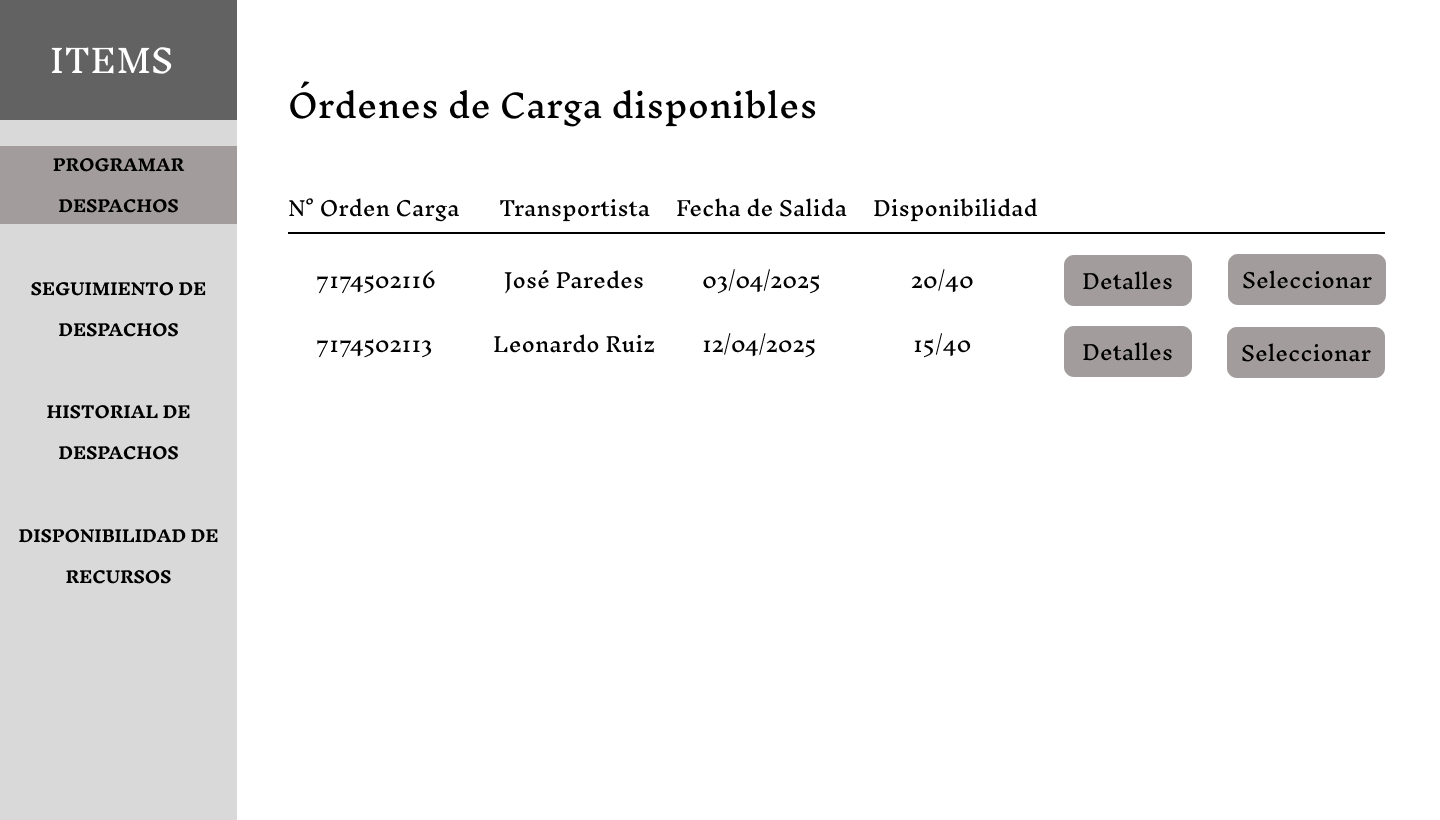 ITEMS
PROGRAMAR
DESPACHOS
SEGUIMIENTO DE
DESPACHOS
HISTORIAL DE
DESPACHOS
DISPONIBILIDAD DE
RECURSOS
Órdenes de Carga disponibles
N° Orden Carga Transportista Fecha de Salida Disponibilidad
7174502116 José Paredes 03/04/2025 20/40 Detalles Seleccionar
7174502113 Leonardo Ruiz 12/04/2025 15/40 Detalles Seleccionar